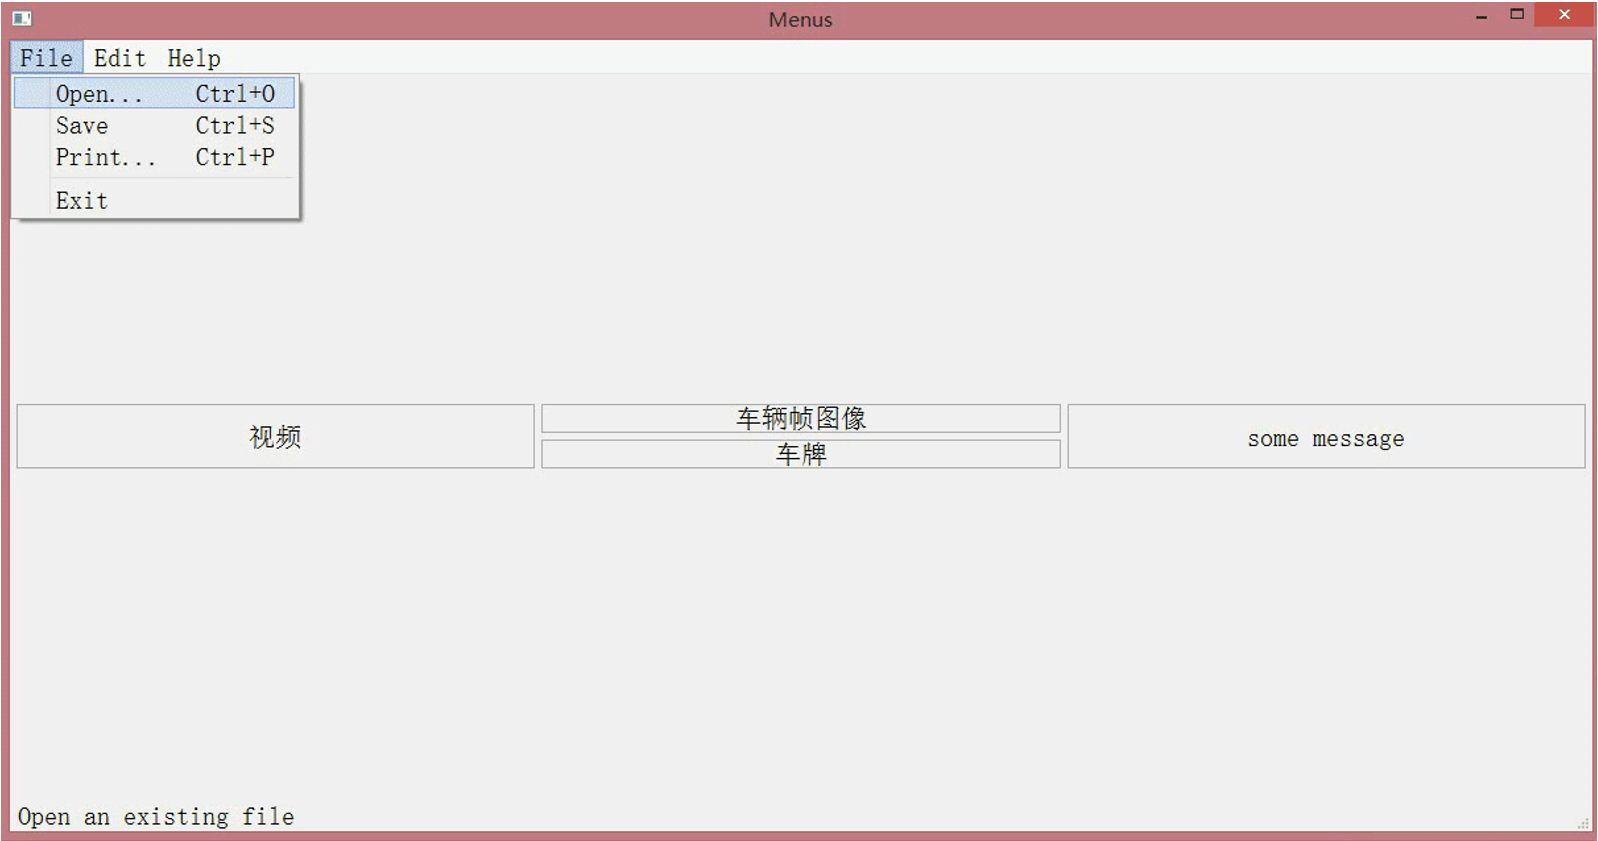 Menus
File Edit Help
Open... Ctrl+O
Save Ctrl+S
Print... Ctrl+P
Exit
视频
车辆帧图像
车牌
some message
Open an existing file